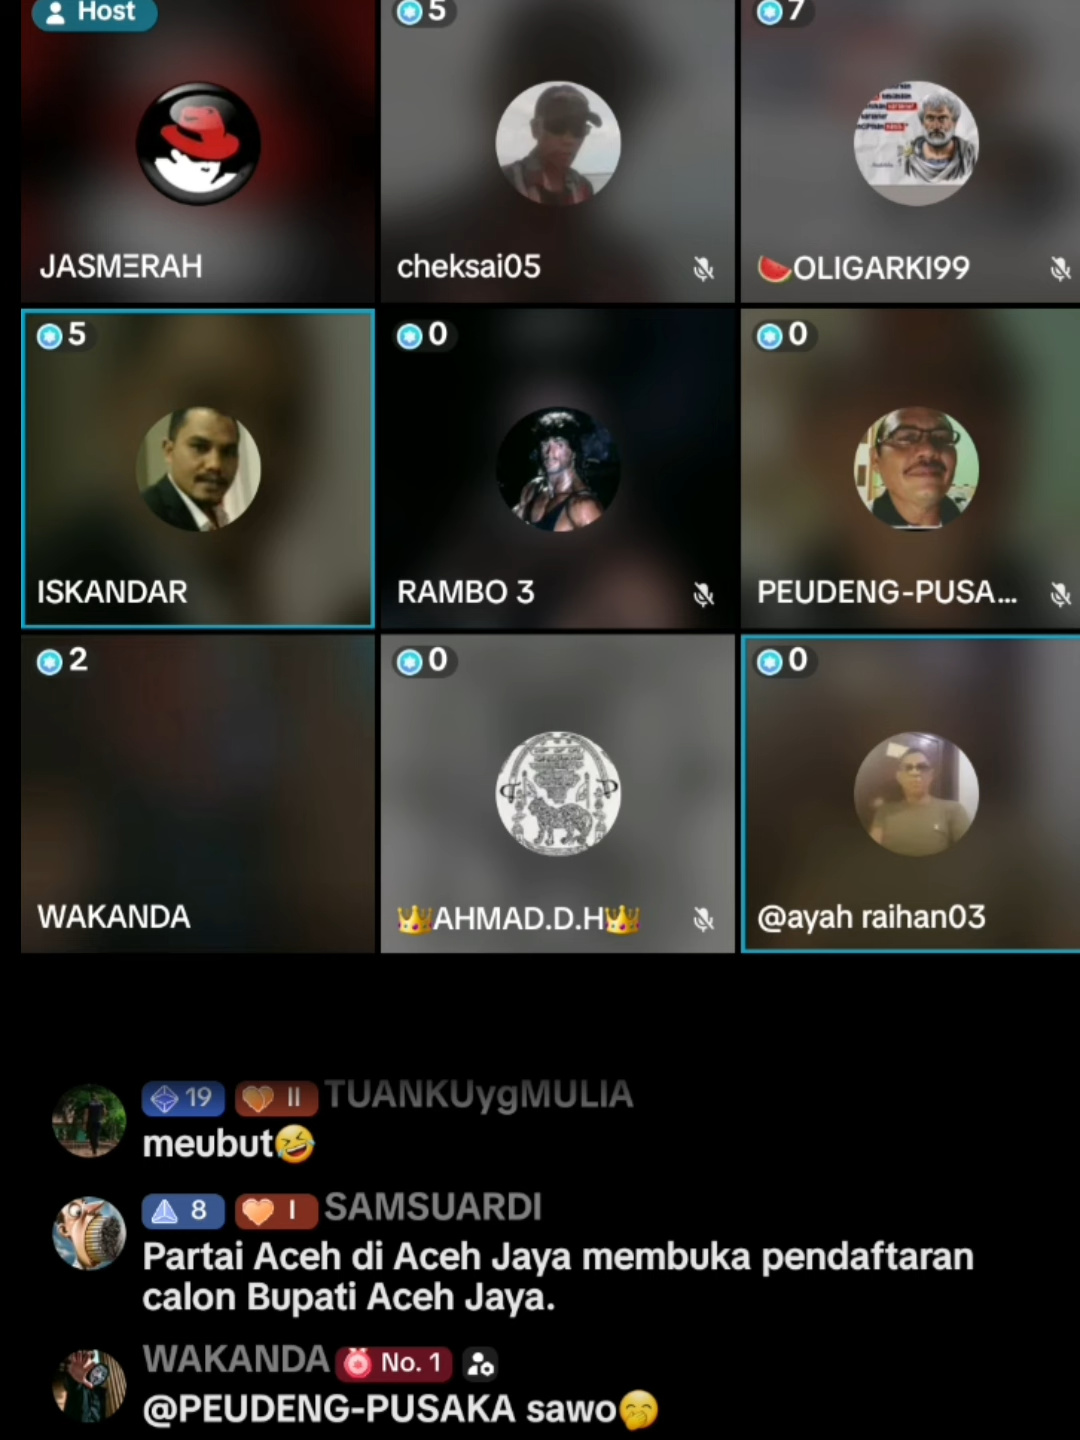 Host
5
7
JASMΞRAH
cheksai05
🍉OLIGARKI99
5
0
0
ISKANDAR
RAMBO 3
PEUDENG-PUSA...
2
0
0
WAKANDA
👑AHMAD.D.H👑
@ayah raihan03
19 II TUANKUygMULIA
meubut🤣
8 I SAMSUARDI
Partai Aceh di Aceh Jaya membuka pendaftaran
calon Bupati Aceh Jaya.
WAKANDA No. 1
@PEUDENG-PUSAKA sawo🤭